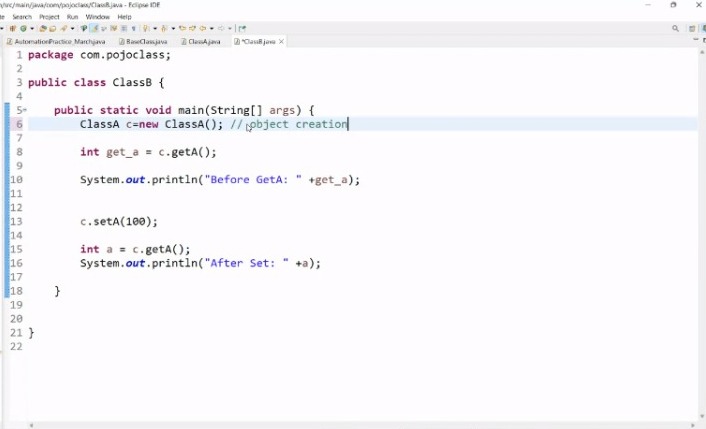 src/main/java/com/pojoclass/ClassB.java - Eclipse IDE
Search Project Run Window Help
AutomationPractice_March.java BaseClass.java ClassA.java *ClassB.java
1 package com.pojoclass;
2
3 public class ClassB {
4
5 public static void main(String[] args) {
6 ClassA c=new ClassA(); // object creation
7
8 int get_a = c.getA();
9
10 System.out.println("Before GetA: " +get_a);
11
12
13 c.setA(100);
14
15 int a = c.getA();
16 System.out.println("After Set: " +a);
17
18 }
19
20
21 }
22